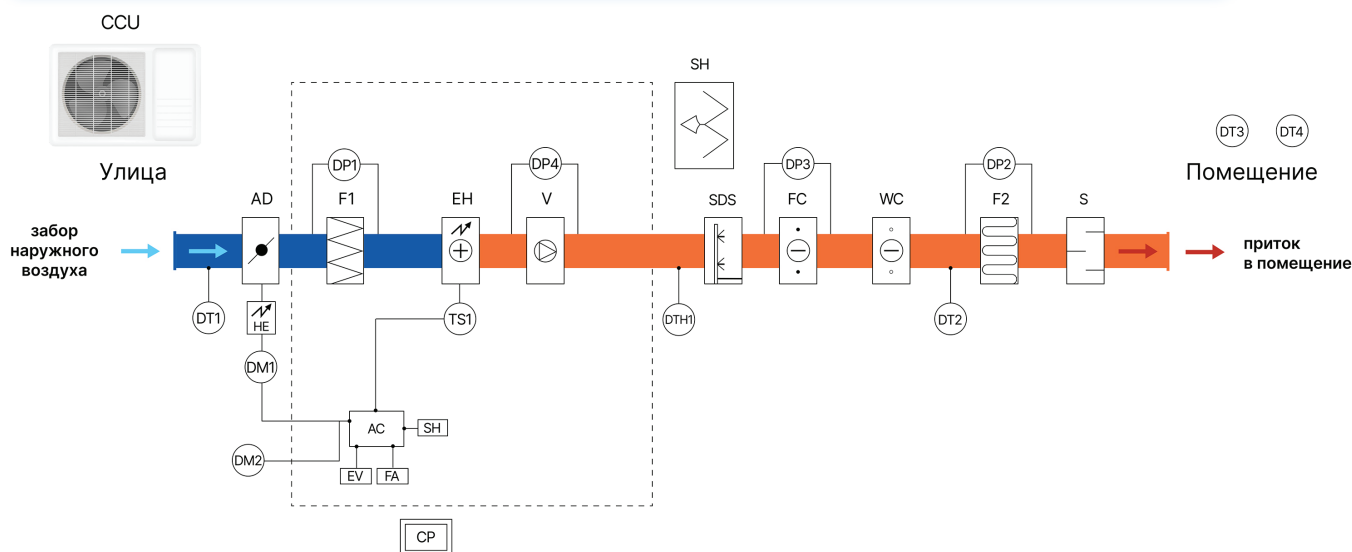 CCU
SH
DT3
DT4
Улица
Помещение
DP1
DP4
DP3
DP2
AD
F1
EH
V
SDS
FC
WC
F2
S
забор
наружного
воздуха
приток
в помещение
DT1
HE
TS1
DTH1
DT2
DM1
AC
SH
DM2
EV
FA
CP